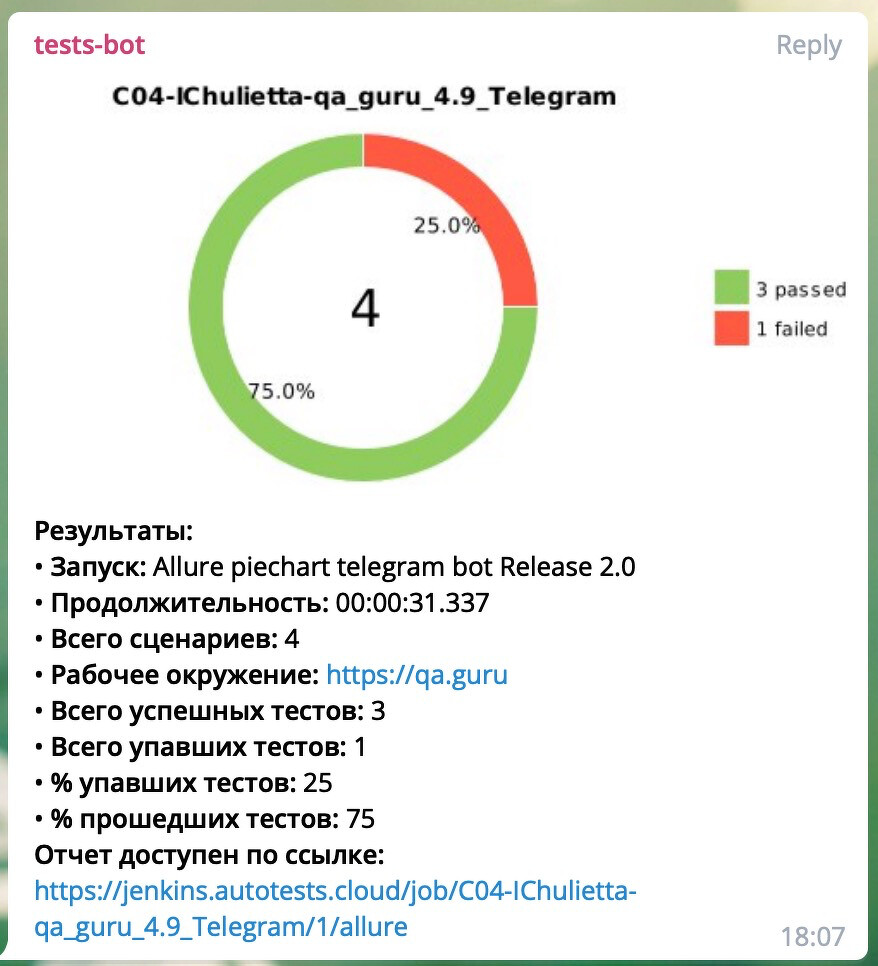 tests-bot
Reply
C04-IChulietta-qa_guru_4.9_Telegram
25.0%
4
75.0%
3 passed
1 failed
Результаты:
• Запуск: Allure piechart telegram bot Release 2.0
• Продолжительность: 00:00:31.337
• Всего сценариев: 4
• Рабочее окружение: https://qa.guru
• Всего успешных тестов: 3
• Всего упавших тестов: 1
• % упавших тестов: 25
• % прошедших тестов: 75
Отчет доступен по ссылке:
https://jenkins.autotests.cloud/job/C04-IChulietta-
qa_guru_4.9_Telegram/1/allure
18:07